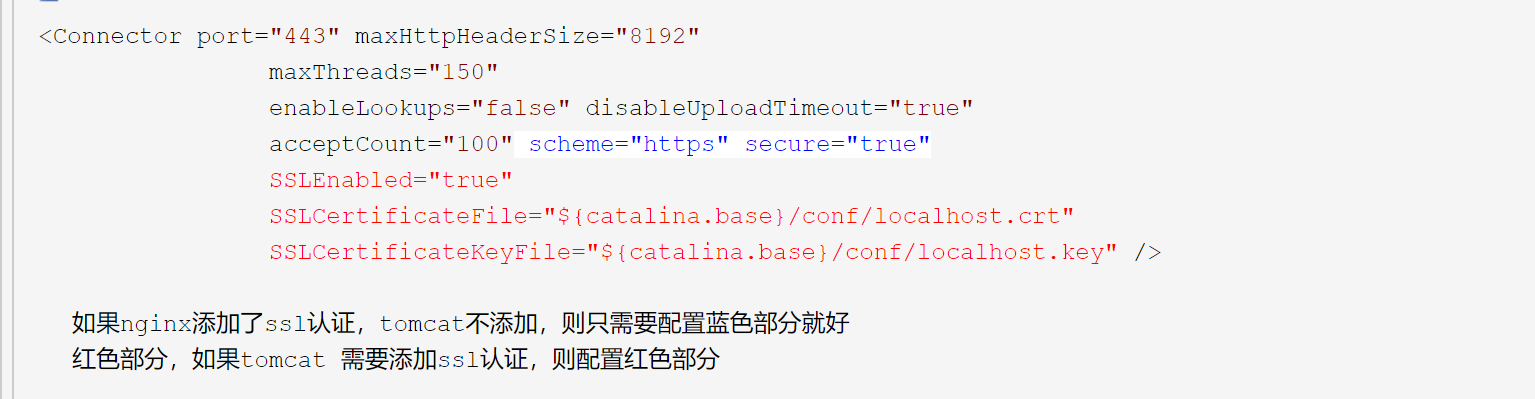 <Connector port="443" maxHttpHeaderSize="8192"
maxThreads="150"
enableLookups="false" disableUploadTimeout="true"
acceptCount="100" scheme="https" secure="true"
SSLEnabled="true"
SSLCertificateFile="${catalina.base}/conf/localhost.crt"
SSLCertificateKeyFile="${catalina.base}/conf/localhost.key" />
如果nginx添加了ssl认证，tomcat不添加，则只需要配置蓝色部分就好
红色部分，如果tomcat 需要添加ssl认证，则配置红色部分